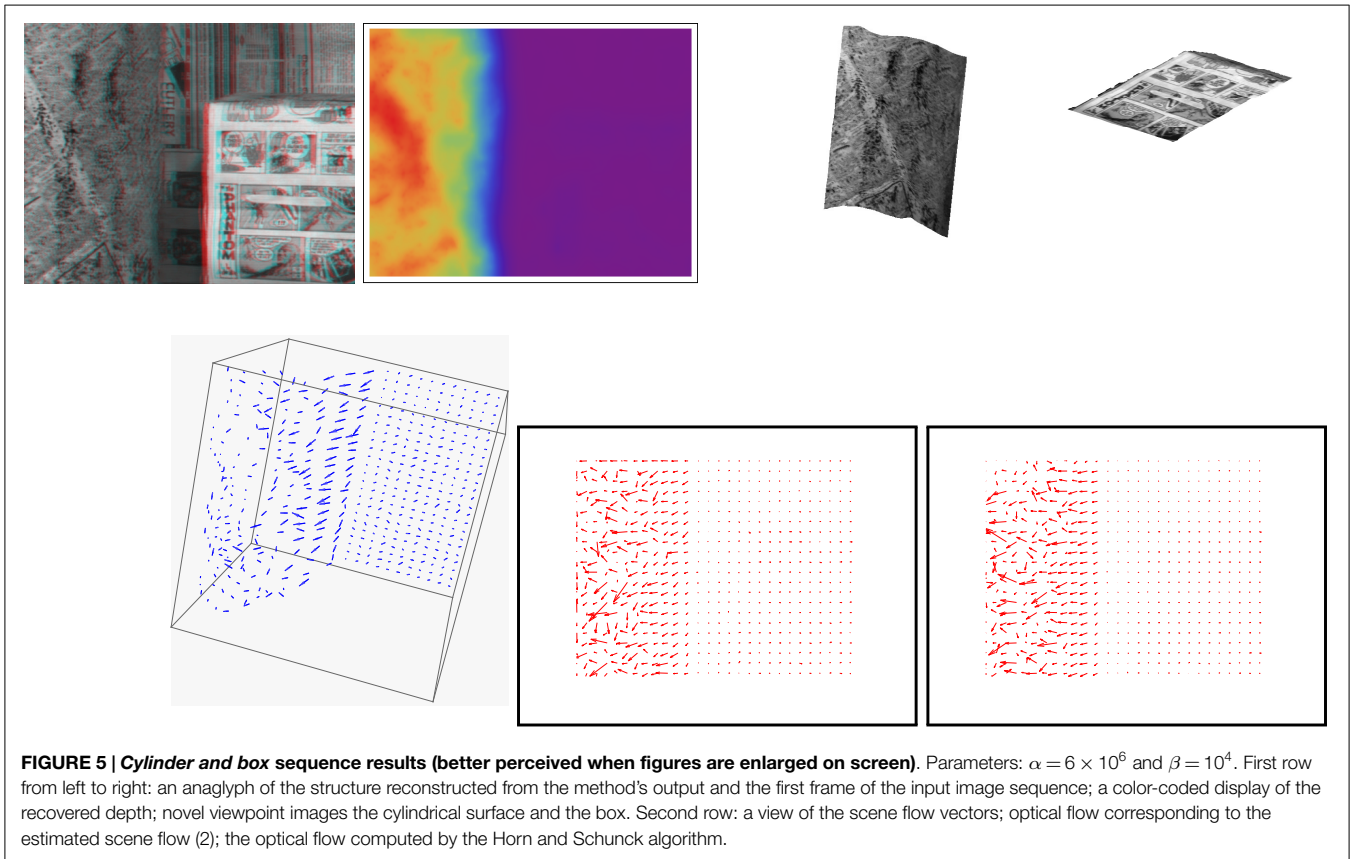 CUTLERY
PHANTOM
FIGURE 5 | Cylinder and box sequence results (better perceived when figures are enlarged on screen). Parameters: α = 6 × 10⁶ and β = 10⁴. First row
from left to right: an anaglyph of the structure reconstructed from the method's output and the first frame of the input image sequence; a color-coded display of the
recovered depth; novel viewpoint images the cylindrical surface and the box. Second row: a view of the scene flow vectors; optical flow corresponding to the
estimated scene flow (2); the optical flow computed by the Horn and Schunck algorithm.